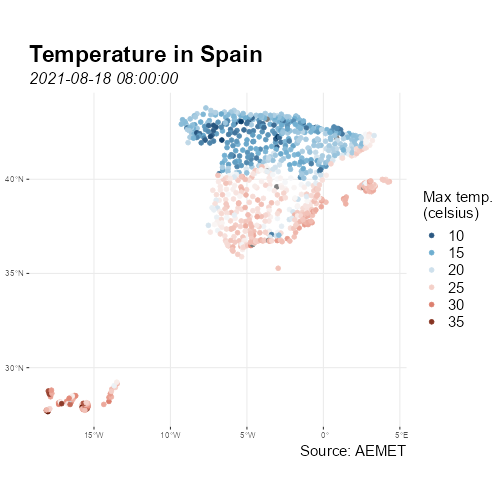 Temperature in Spain
2021-08-18 08:00:00
40°N
35°N
30°N
15°W
10°W
5°W
0°
5°E
Max temp.
(celsius)
10
15
20
25
30
35
Source: AEMET